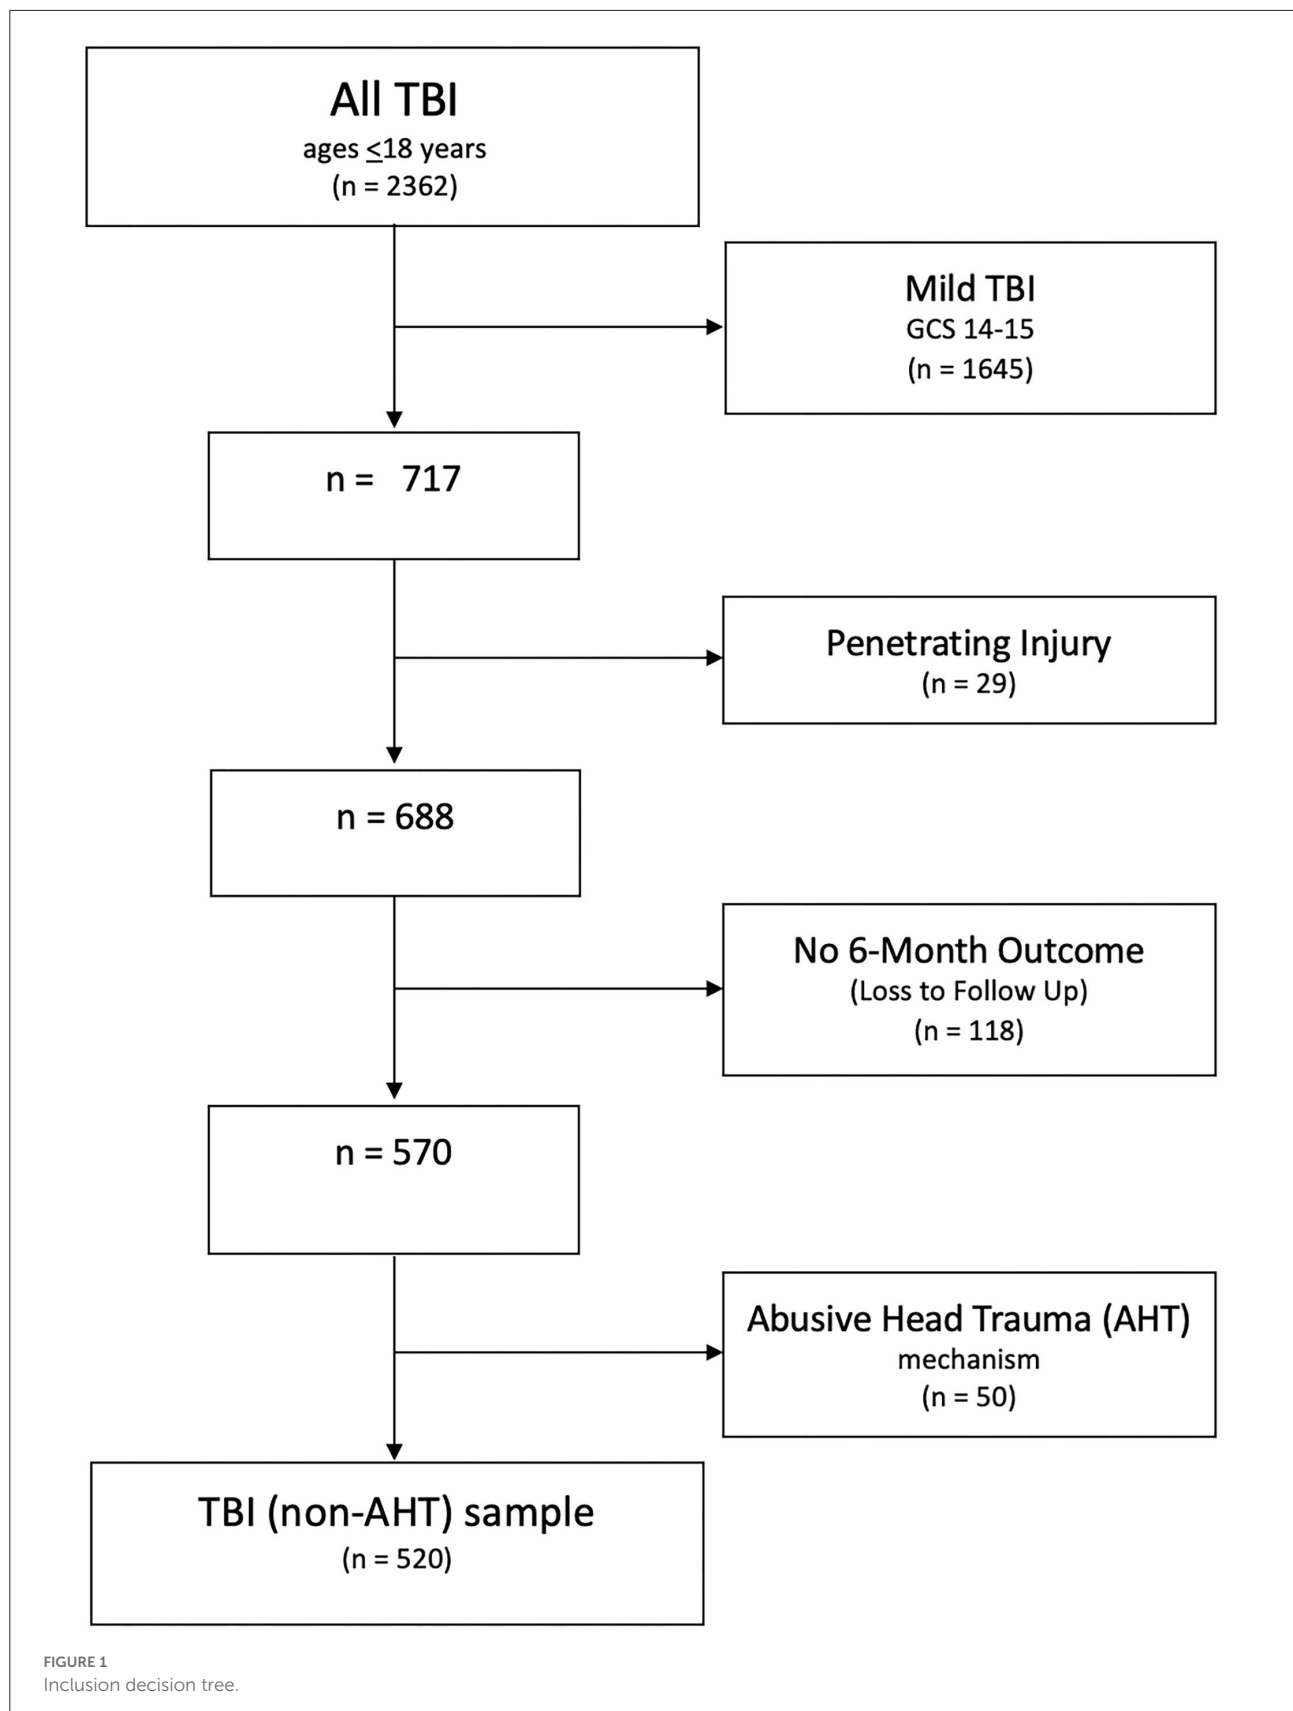 All TBI
ages ≤18 years
(n = 2362)
Mild TBI
GCS 14-15
(n = 1645)
n = 717
Penetrating Injury
(n = 29)
n = 688
No 6-Month Outcome
(Loss to Follow Up)
(n = 118)
n = 570
Abusive Head Trauma (AHT)
mechanism
(n = 50)
TBI (non-AHT) sample
(n = 520)
FIGURE 1
Inclusion decision tree.